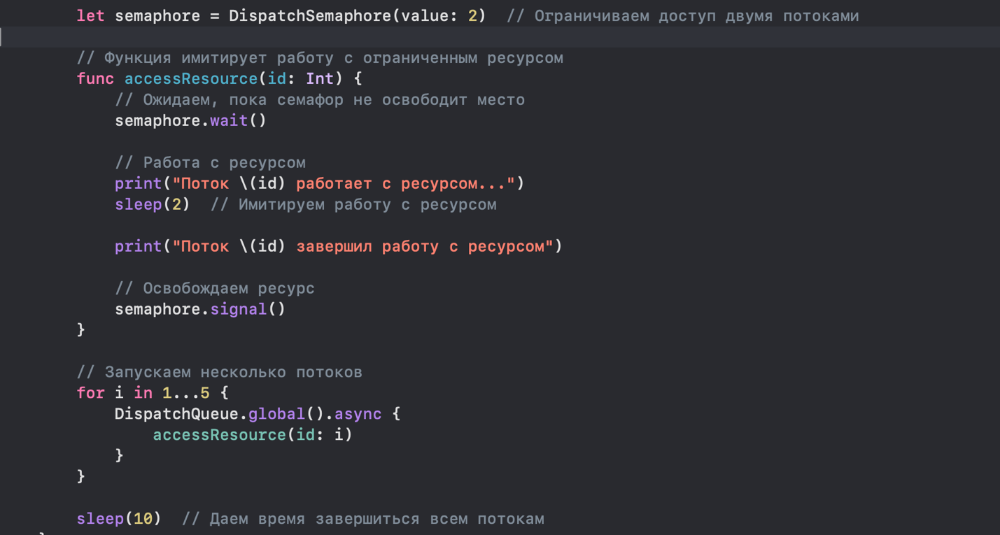 let semaphore = DispatchSemaphore(value: 2)  // Ограничиваем доступ двумя потоками
// Функция имитирует работу с ограниченным ресурсом
func accessResource(id: Int) {
// Ожидаем, пока семафор не освободит место
semaphore.wait()
// Работа с ресурсом
print("Поток \(id) работает с ресурсом...")
sleep(2)  // Имитируем работу с ресурсом
print("Поток \(id) завершил работу с ресурсом")
// Освобождаем ресурс
semaphore.signal()
}
// Запускаем несколько потоков
for i in 1...5 {
DispatchQueue.global().async {
accessResource(id: i)
}
}
sleep(10)  // Даем время завершиться всем потокам
}